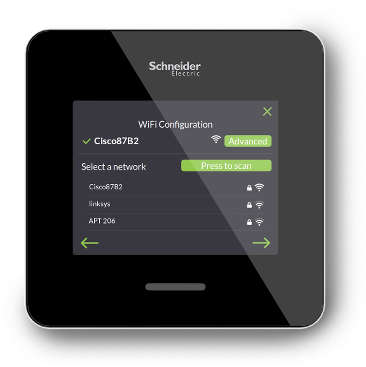 Schneider
Electric
WiFi Configuration
Cisco87B2
Advanced
Select a network
Press to scan
Cisco87B2
linksys
APT 206